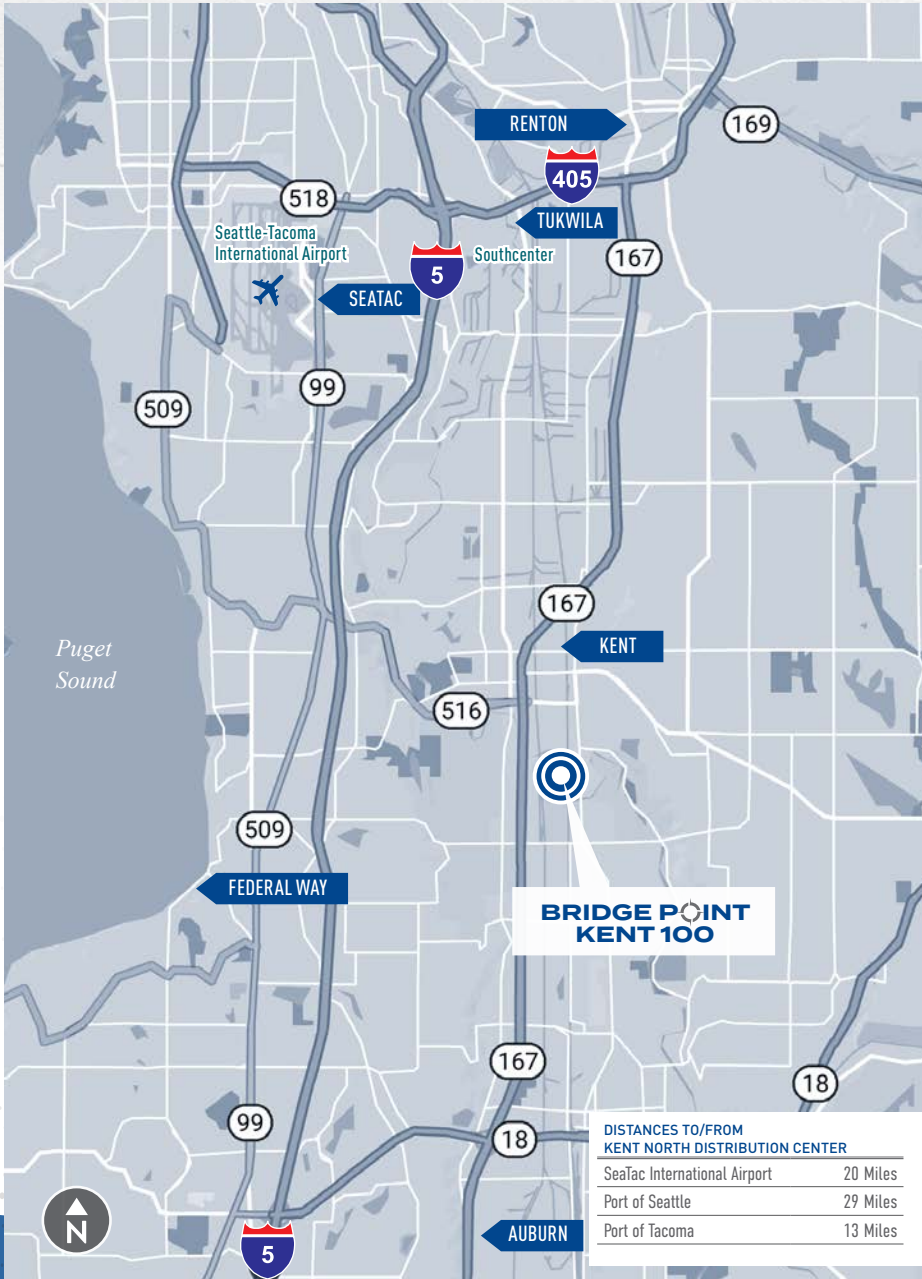 RENTON
169
405
518
TUKWILA
Seattle-Tacoma
International Airport
167
5
Southcenter
SEATAC
99
509
167
KENT
Puget
Sound
516
509
FEDERAL WAY
BRIDGE POINT
KENT 100
167
18
99
18
DISTANCES TO/FROM
KENT NORTH DISTRIBUTION CENTER
SeaTac International Airport 20 Miles
Port of Seattle 29 Miles
Port of Tacoma 13 Miles
N
AUBURN
5